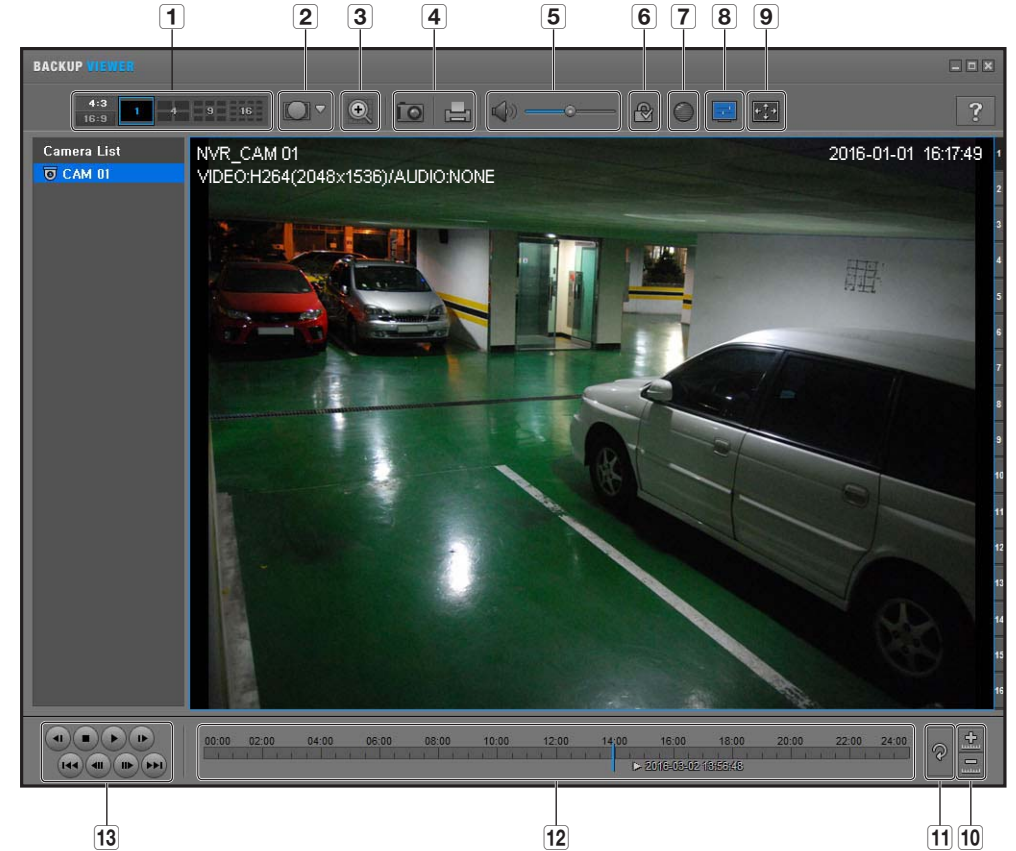 1 2 3 4 5 6 7 8 9
BACKUP VIEWER
4:3
16:9
1 4 9 16
?
Camera List
CAM 01
NVR_CAM 01
2016-01-01 16:17:49
VIDEO:H264(2048x1536)/AUDIO:NONE
1
2
3
4
5
6
7
8
9
10
11
12
13
14
15
16
00:00 02:00 04:00 06:00 08:00 10:00 12:00 14:00 16:00 18:00 20:00 22:00 24:00
2016-03-02 13:56:48
13 12 11 10